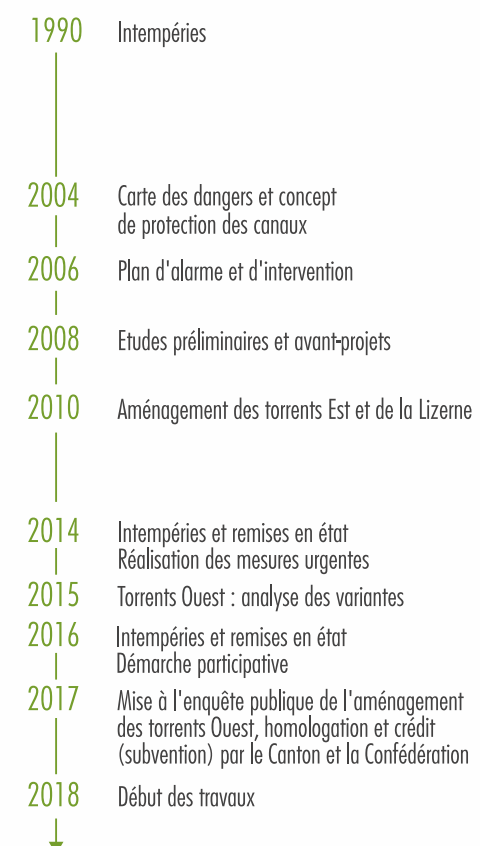 1990 Intempéries
2004 Carte des dangers et concept
de protection des canaux
2006 Plan d'alarme et d'intervention
2008 Etudes préliminaires et avant-projets
2010 Aménagement des torrents Est et de la Lizerne
2014 Intempéries et remises en état
Réalisation des mesures urgentes
2015 Torrents Ouest : analyse des variantes
2016 Intempéries et remises en état
Démarche participative
2017 Mise à l'enquête publique de l'aménagement
des torrents Ouest, homologation et crédit
(subvention) par le Canton et la Confédération
2018 Début des travaux